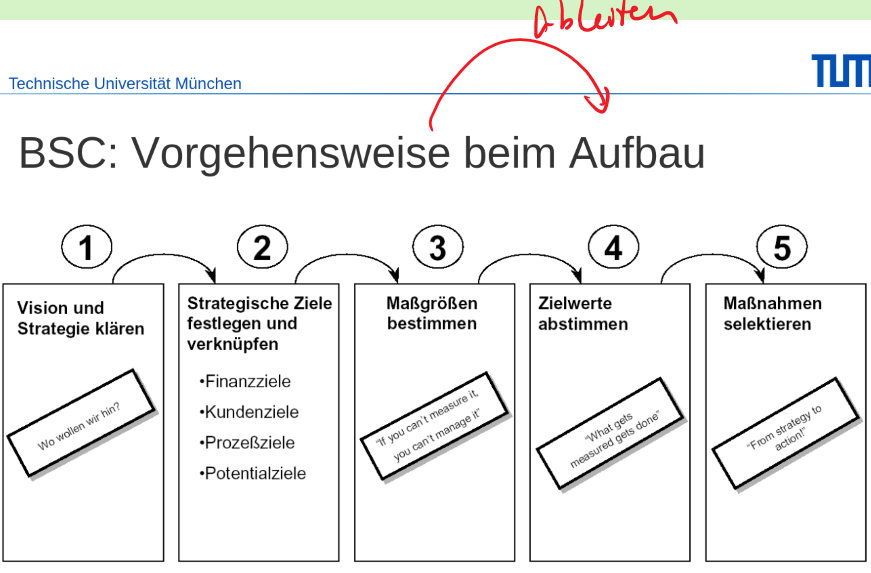 Ableiten
Technische Universität München
TUM
BSC: Vorgehensweise beim Aufbau
1
2
3
4
5
Vision und
Strategie klären
Wo wollen wir hin?
Strategische Ziele
festlegen und
verknüpfen
•Finanzziele
•Kundenziele
•Prozeßziele
•Potentialziele
Maßgrößen
bestimmen
"If you can´t measure it,
you can't manage it"
Zielwerte
abstimmen
"What gets
measured gets done"
Maßnahmen
selektieren
"From strategy to
action!"